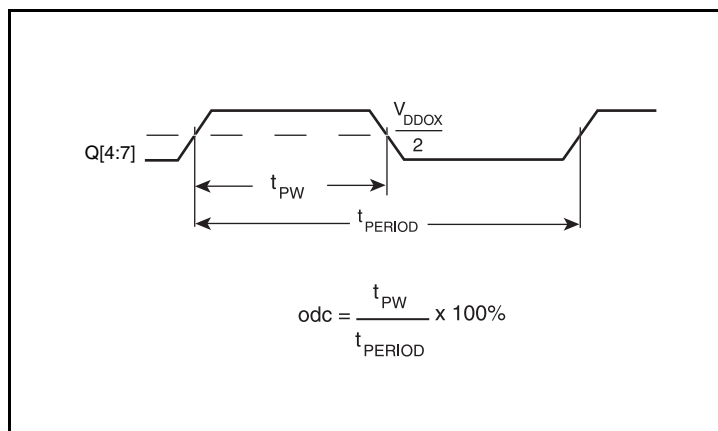 V_DDOX
2
Q[4:7]
t_PW
t_PERIOD
odc = t_PW / t_PERIOD x 100%